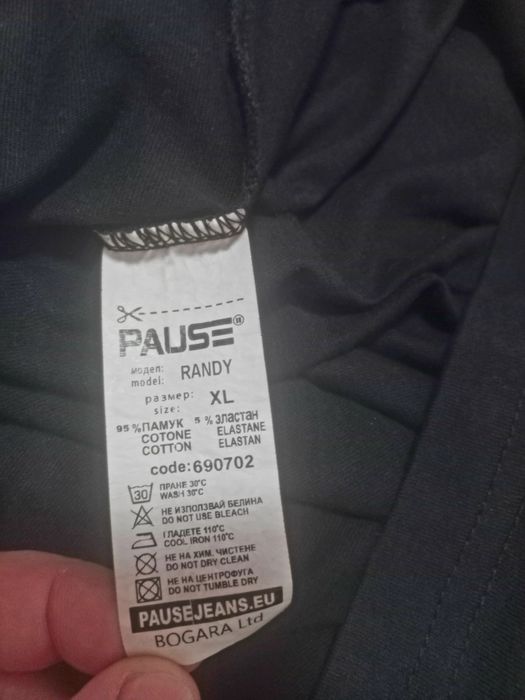 PAUSE®
модел: RANDY
model:
размер: XL
size:
95 %ПАМУК 5 % ЭЛАСТАН
COTONE ELASTANE
COTTON ELASTAN
code:690702
30 ПРАНЕ 30°C
WASH 30°C
НЕ ИЗПОЛЗВАЙ БЕЛИНА
DO NOT USE BLEACH
ГЛАДЕТЕ 110°C
COOL IRON 110°C
НЕ НА ХИМ. ЧИСТЕНЕ
DO NOT DRY CLEAN
НЕ НА ЦЕНТРОФУГА
DO NOT TUMBLE DRY
PAUSEJEANS.EU
BOGARA Ltd